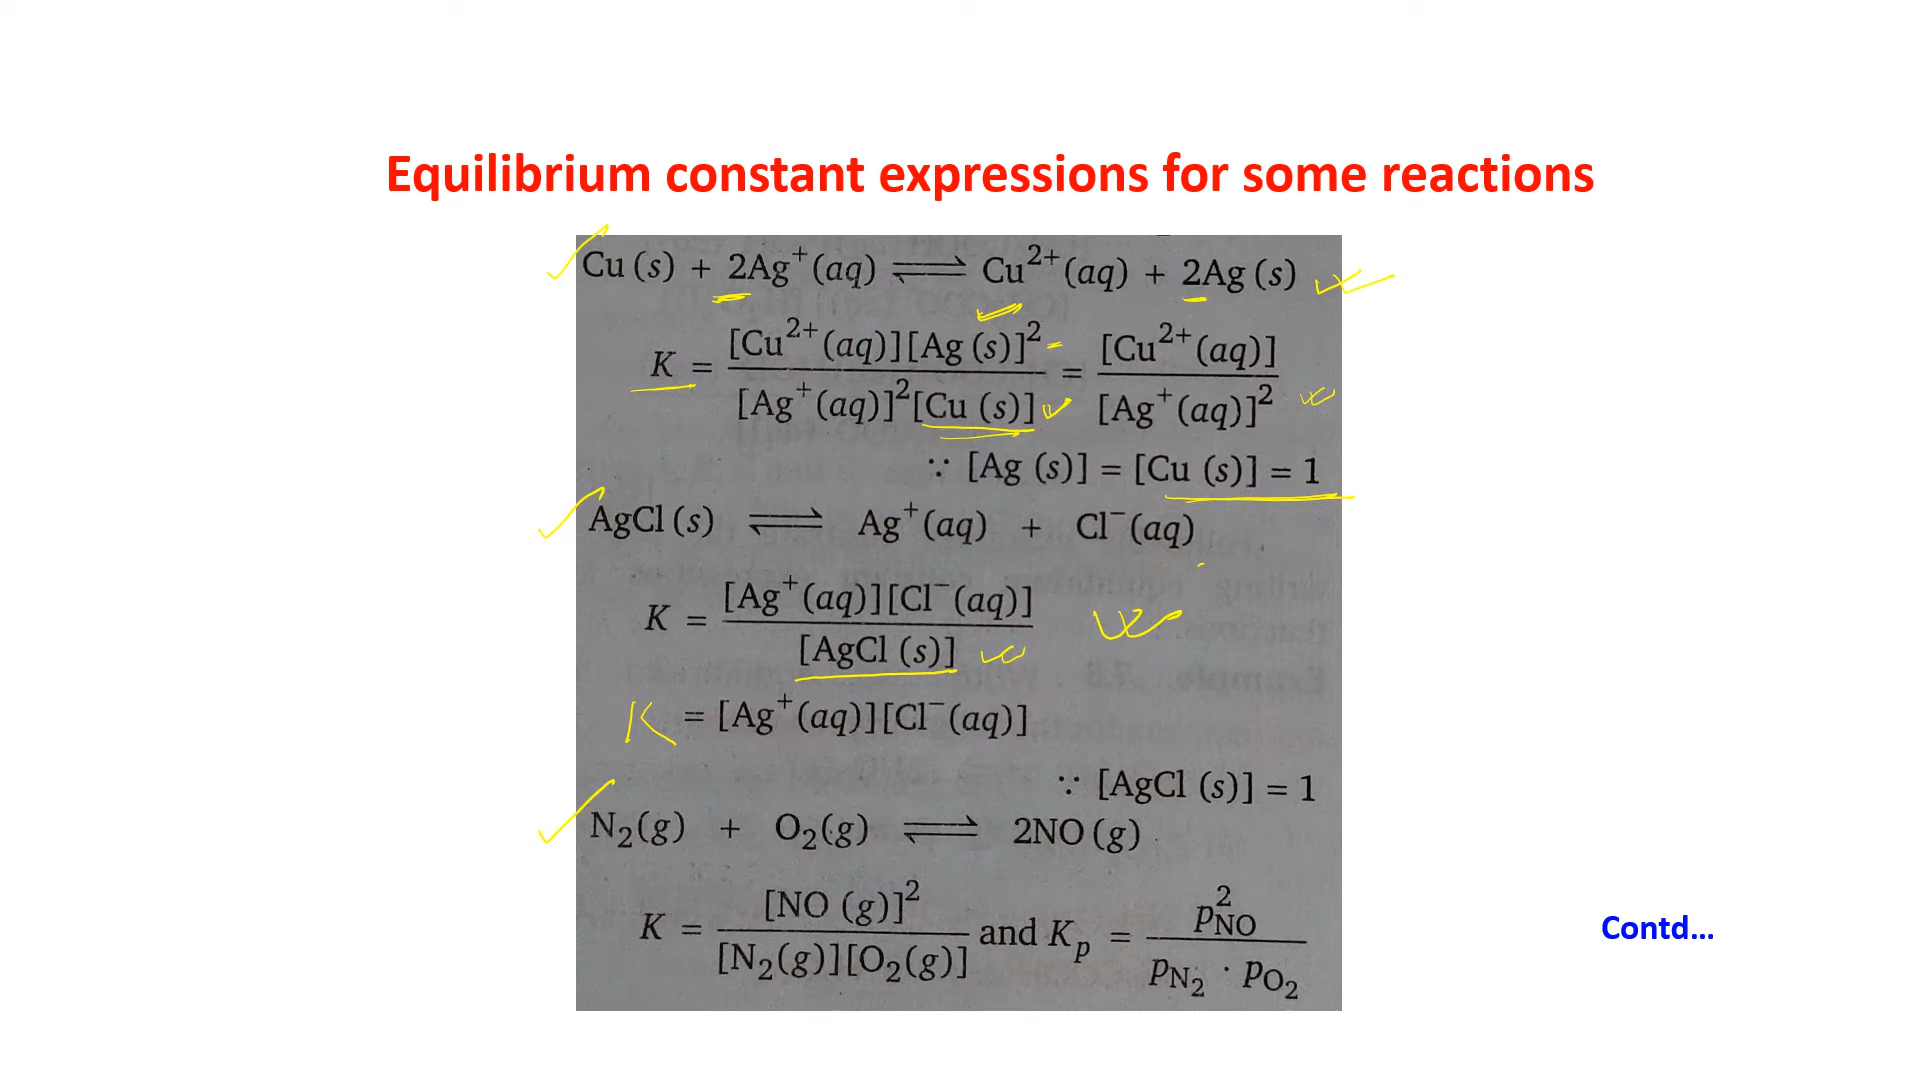 Equilibrium constant expressions for some reactions
Cu (s) + 2Ag⁺(aq) ⇌ Cu²⁺(aq) + 2Ag (s)
K = [Cu²⁺(aq)][Ag (s)]² / [Ag⁺(aq)]²[Cu (s)] = [Cu²⁺(aq)] / [Ag⁺(aq)]²
∵ [Ag (s)] = [Cu (s)] = 1
AgCl (s) ⇌ Ag⁺(aq) + Cl⁻(aq)
K = [Ag⁺(aq)][Cl⁻(aq)] / [AgCl (s)]
K = [Ag⁺(aq)][Cl⁻(aq)]
∵ [AgCl (s)] = 1
N₂(g) + O₂(g) ⇌ 2NO (g)
K = [NO (g)]² / [N₂(g)][O₂(g)] and Kₚ = p²NO / pN₂ · pO₂
Contd...